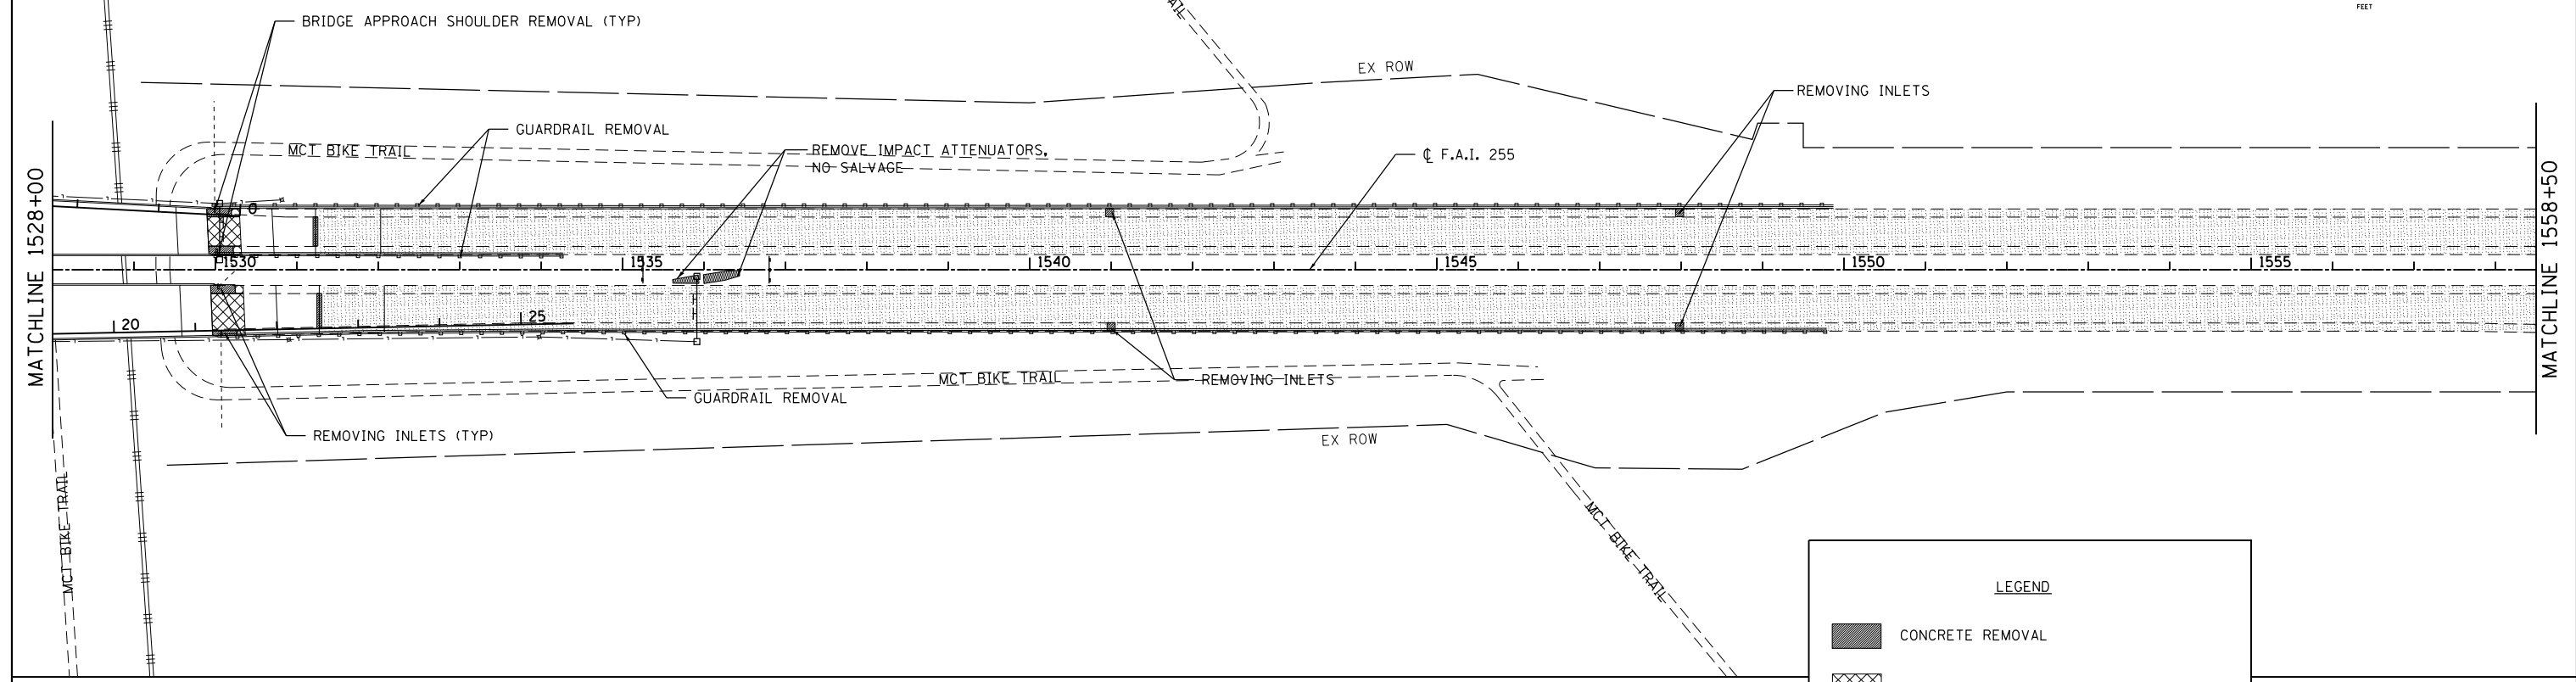 FEET
BRIDGE APPROACH SHOULDER REMOVAL (TYP)
EX ROW
REMOVING INLETS
GUARDRAIL REMOVAL
MCT BIKE TRAIL
REMOVE IMPACT ATTENUATORS,
NO SALVAGE
℄ F.A.I. 255
MATCHLINE 1528+00
MATCHLINE 1558+50
0
1530
1535
1540
1545
1550
1555
20
25
MCT BIKE TRAIL
REMOVING INLETS
GUARDRAIL REMOVAL
REMOVING INLETS (TYP)
EX ROW
MCT BIKE TRAIL
MCT BIKE TRAIL
LEGEND
CONCRETE REMOVAL